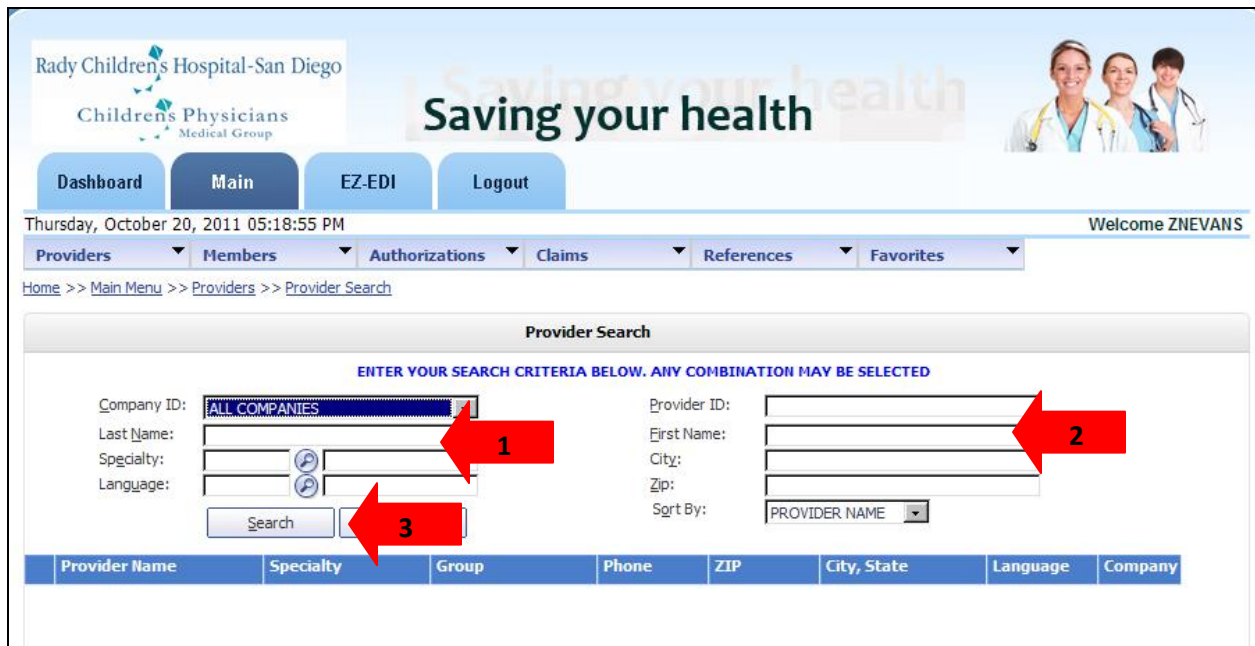 Rady Children's Hospital-San Diego
Children's Physicians
Medical Group
Saving your health
Saving your health
Dashboard Main EZ-EDI Logout
Thursday, October 20, 2011 05:18:55 PM Welcome ZNEVANS
Providers Members Authorizations Claims References Favorites
Home >> Main Menu >> Providers >> Provider Search
Provider Search
ENTER YOUR SEARCH CRITERIA BELOW. ANY COMBINATION MAY BE SELECTED
Company ID: ALL COMPANIES Provider ID:
Last Name: 1 First Name: 2
Specialty: City:
Language: Zip:
Sort By: PROVIDER NAME
Search 3
Provider Name Specialty Group Phone ZIP City, State Language Company